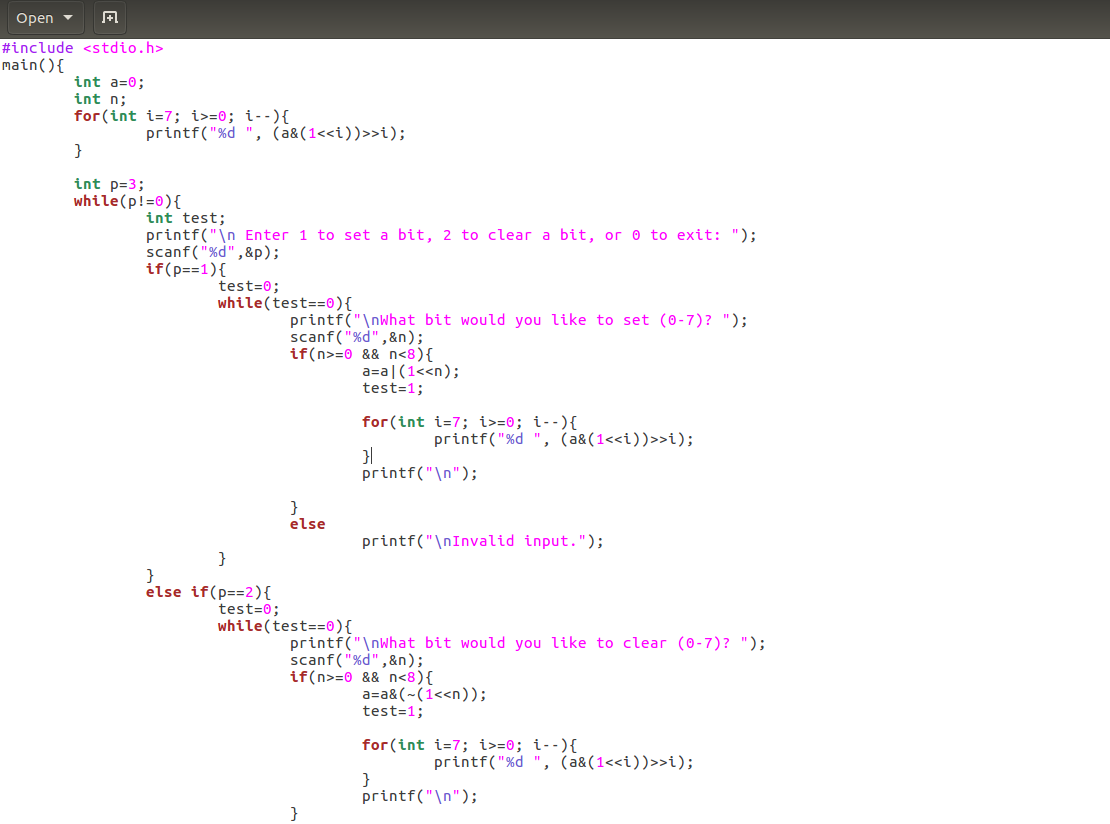 Open
#include <stdio.h>
main(){
        int a=0;
        int n;
        for(int i=7; i>=0; i--){
                printf("%d ", (a&(1<<i))>>i);
        }

        int p=3;
        while(p!=0){
                int test;
                printf("\n Enter 1 to set a bit, 2 to clear a bit, or 0 to exit: ");
                scanf("%d",&p);
                if(p==1){
                        test=0;
                        while(test==0){
                                printf("\nWhat bit would you like to set (0-7)? ");
                                scanf("%d",&n);
                                if(n>=0 && n<8){
                                        a=a|(1<<n);
                                        test=1;

                                        for(int i=7; i>=0; i--){
                                                printf("%d ", (a&(1<<i))>>i);
                                        }
                                        printf("\n");

                                }
                                else
                                        printf("\nInvalid input.");
                        }
                }
                else if(p==2){
                        test=0;
                        while(test==0){
                                printf("\nWhat bit would you like to clear (0-7)? ");
                                scanf("%d",&n);
                                if(n>=0 && n<8){
                                        a=a&(~(1<<n));
                                        test=1;

                                        for(int i=7; i>=0; i--){
                                                printf("%d ", (a&(1<<i))>>i);
                                        }
                                        printf("\n");
                                }